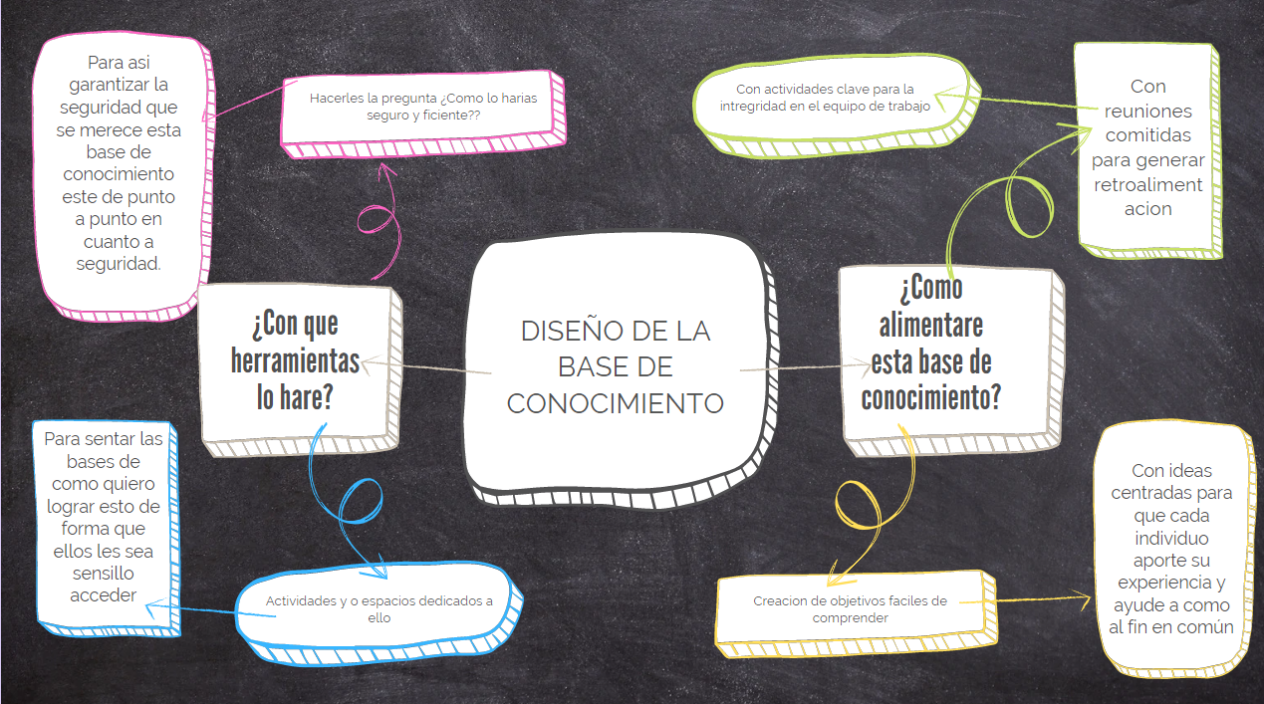 Para asi
garantizar la
seguridad que
se merece esta
base de
conocimiento
este de punto
a punto en
cuanto a
seguridad.
Hacerles la pregunta ¿Como lo harias
seguro y ficiente??
Con actividades clave para la
intregridad en el equipo de trabajo
Con
reuniones
comitidas
para generar
retroaliment
acion
¿Con que
herramientas
lo hare?
DISEÑO DE LA
BASE DE
CONOCIMIENTO
¿Como
alimentare
esta base de
conocimiento?
Para sentar las
bases de
como quiero
lograr esto de
forma que
ellos les sea
sensillo
acceder
Actividades y o espacios dedicados a
ello
Creacion de objetivos faciles de
comprender
Con ideas
centradas para
que cada
individuo
aporte su
experiencia y
ayude a como
al fin en común